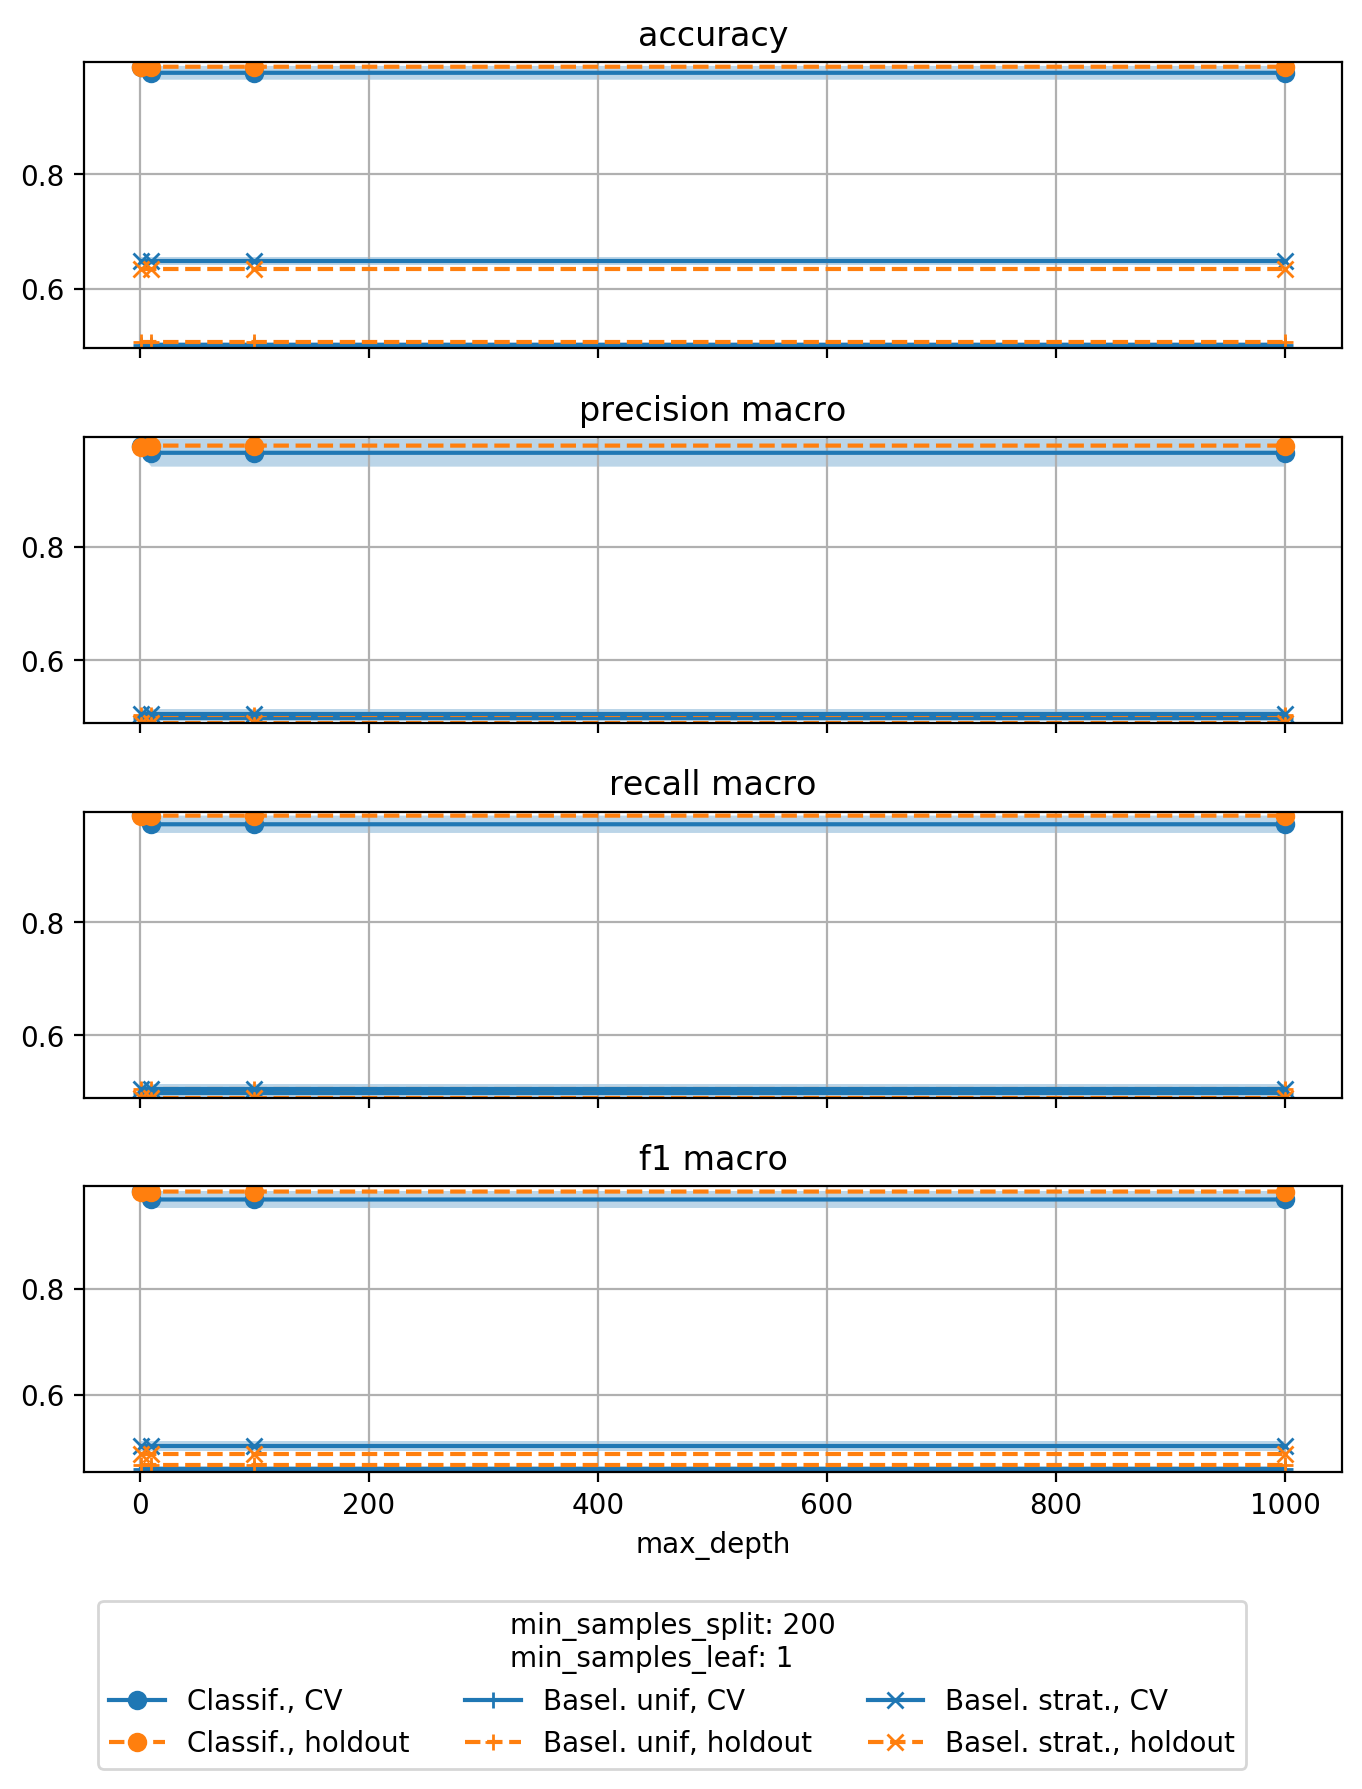 accuracy
0.8
0.6
precision macro
0.8
0.6
recall macro
0.8
0.6
f1 macro
0.8
0.6
0 200 400 600 800 1000
max_depth
min_samples_split: 200
min_samples_leaf: 1
Classif., CV Basel. unif, CV Basel. strat., CV
Classif., holdout Basel. unif, holdout Basel. strat., holdout